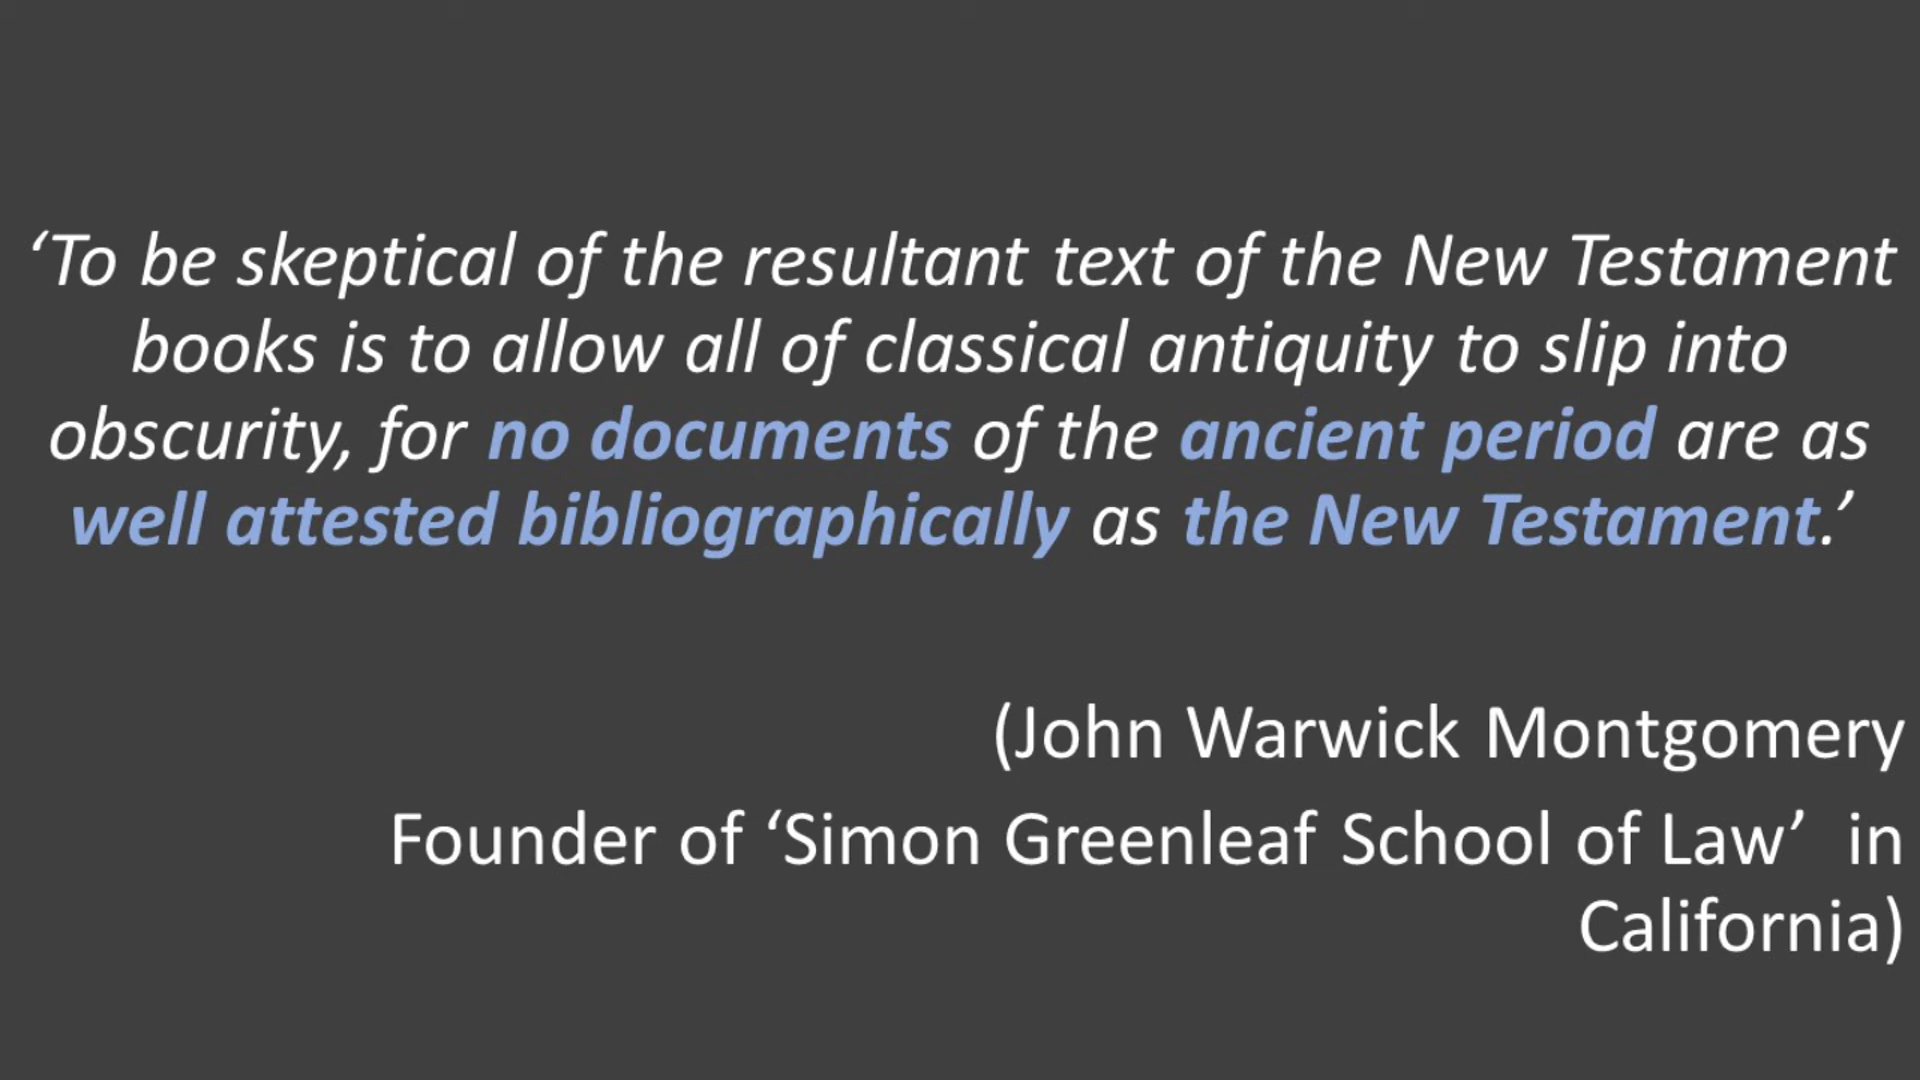 ‘To be skeptical of the resultant text of the New Testament
books is to allow all of classical antiquity to slip into
obscurity, for no documents of the ancient period are as
well attested bibliographically as the New Testament.’
(John Warwick Montgomery
Founder of ‘Simon Greenleaf School of Law’ in
California)